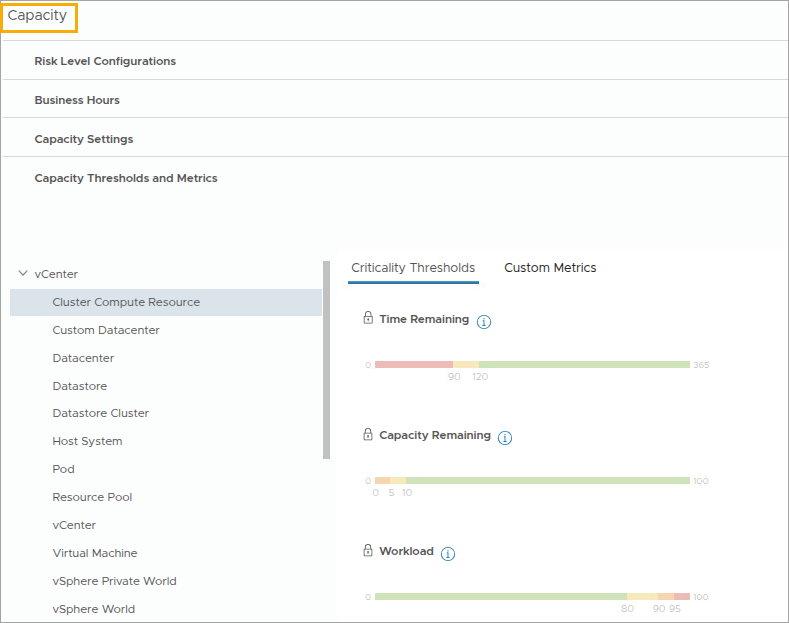 Capacity
Risk Level Configurations
Business Hours
Capacity Settings
Capacity Thresholds and Metrics
vCenter
Cluster Compute Resource
Custom Datacenter
Datacenter
Datastore
Datastore Cluster
Host System
Pod
Resource Pool
vCenter
Virtual Machine
vSphere Private World
vSphere World
Criticality Thresholds Custom Metrics
Time Remaining
0 365
90 120
Capacity Remaining
0 100
0 5 10
Workload
0 100
80 90 95